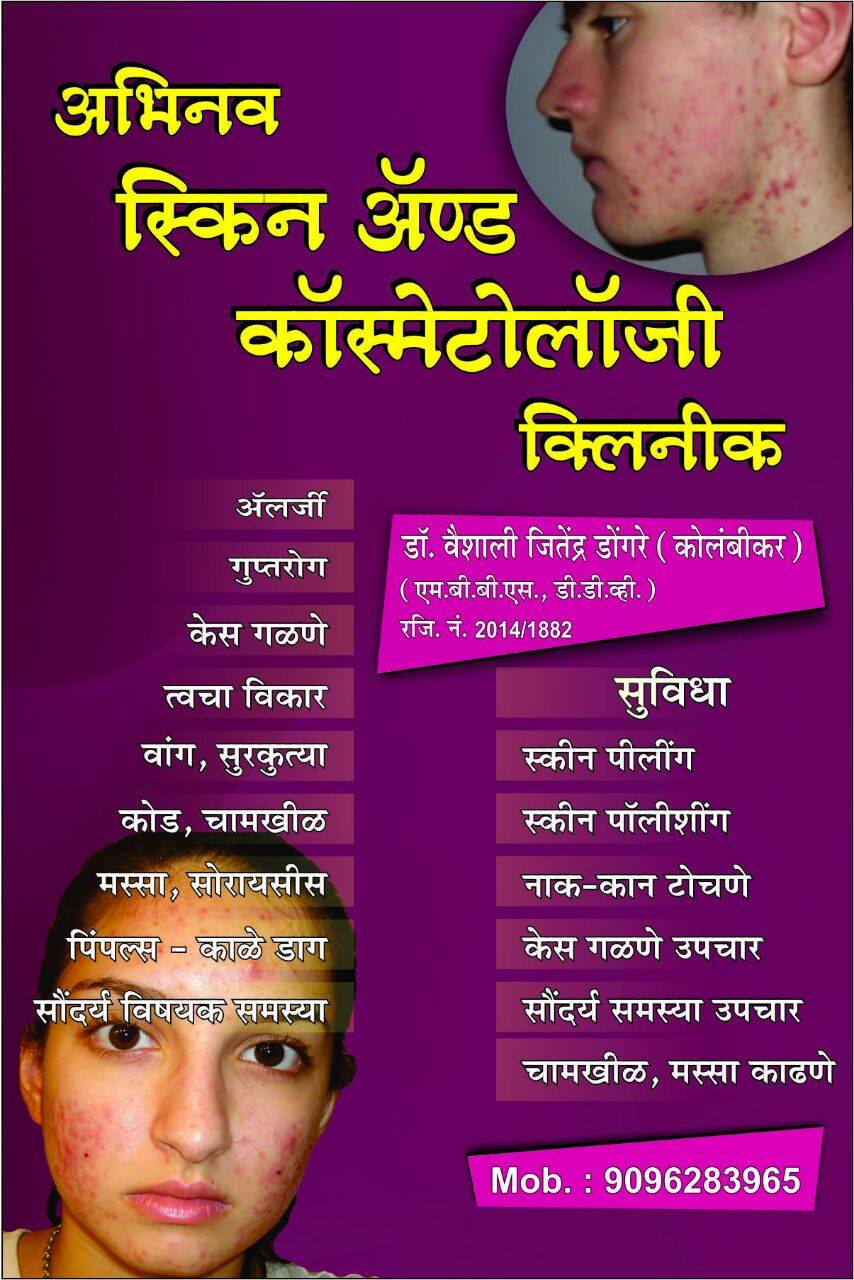 अभिनव
स्किन ॲण्ड
कॉस्मेटोलॉजी
क्लिनीक
ॲलर्जी
गुप्तरोग
केस गळणे
त्वचा विकार
वांग, सुरकुत्या
कोड, चामखीळ
मस्सा, सोरायसीस
पिंपल्स - काळे डाग
सौंदर्य विषयक समस्या
डॉ. वैशाली जितेंद्र डोंगरे ( कोलंबीकर )
( एम.बी.बी.एस., डी.डी.व्ही. )
रजि. नं. 2014/1882
सुविधा
स्कीन पीलींग
स्कीन पॉलीशींग
नाक-कान टोचणे
केस गळणे उपचार
सौंदर्य समस्या उपचार
चामखीळ, मस्सा काढणे
Mob. : 9096283965